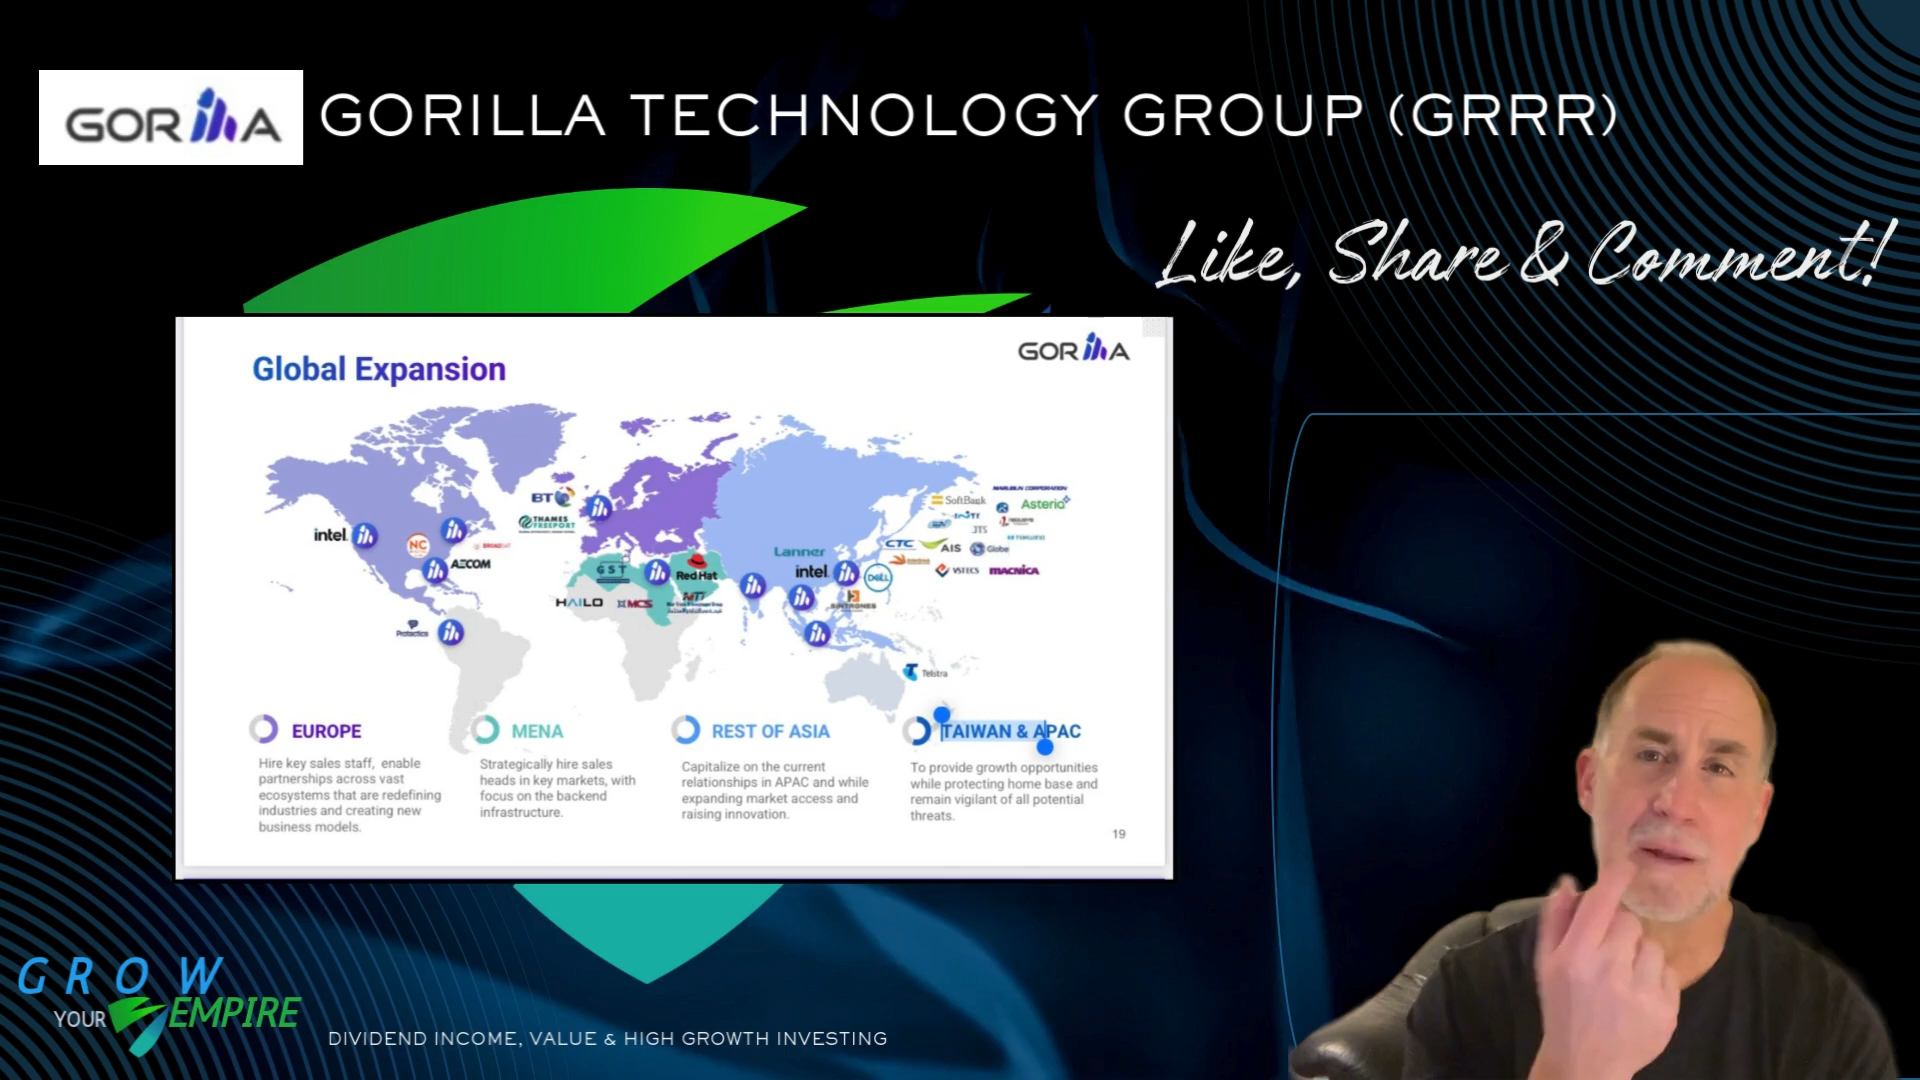 GORILLA
GORILLA TECHNOLOGY GROUP (GRRR)
Like, Share & Comment!
Global Expansion
GORILLA
SoftBank
Asteria
BT
THAMES
FREEPORT
intel
NC
AECOM
JTS
CTC
AIS
Globe
Lanner
intel
DELL
VSTECS
MACNICA
GST
Red Hat
HAILO
MCS
SINTRONES
Protactics
Telstra
EUROPE
Hire key sales staff, enable
partnerships across vast
ecosystems that are redefining
industries and creating new
business models.
MENA
Strategically hire sales
heads in key markets, with
focus on the backend
infrastructure.
REST OF ASIA
Capitalize on the current
relationships in APAC and while
expanding market access and
raising innovation.
TAIWAN & APAC
To provide growth opportunities
while protecting home base and
remain vigilant of all potential
threats.
19
GROW
YOUR EMPIRE
DIVIDEND INCOME, VALUE & HIGH GROWTH INVESTING